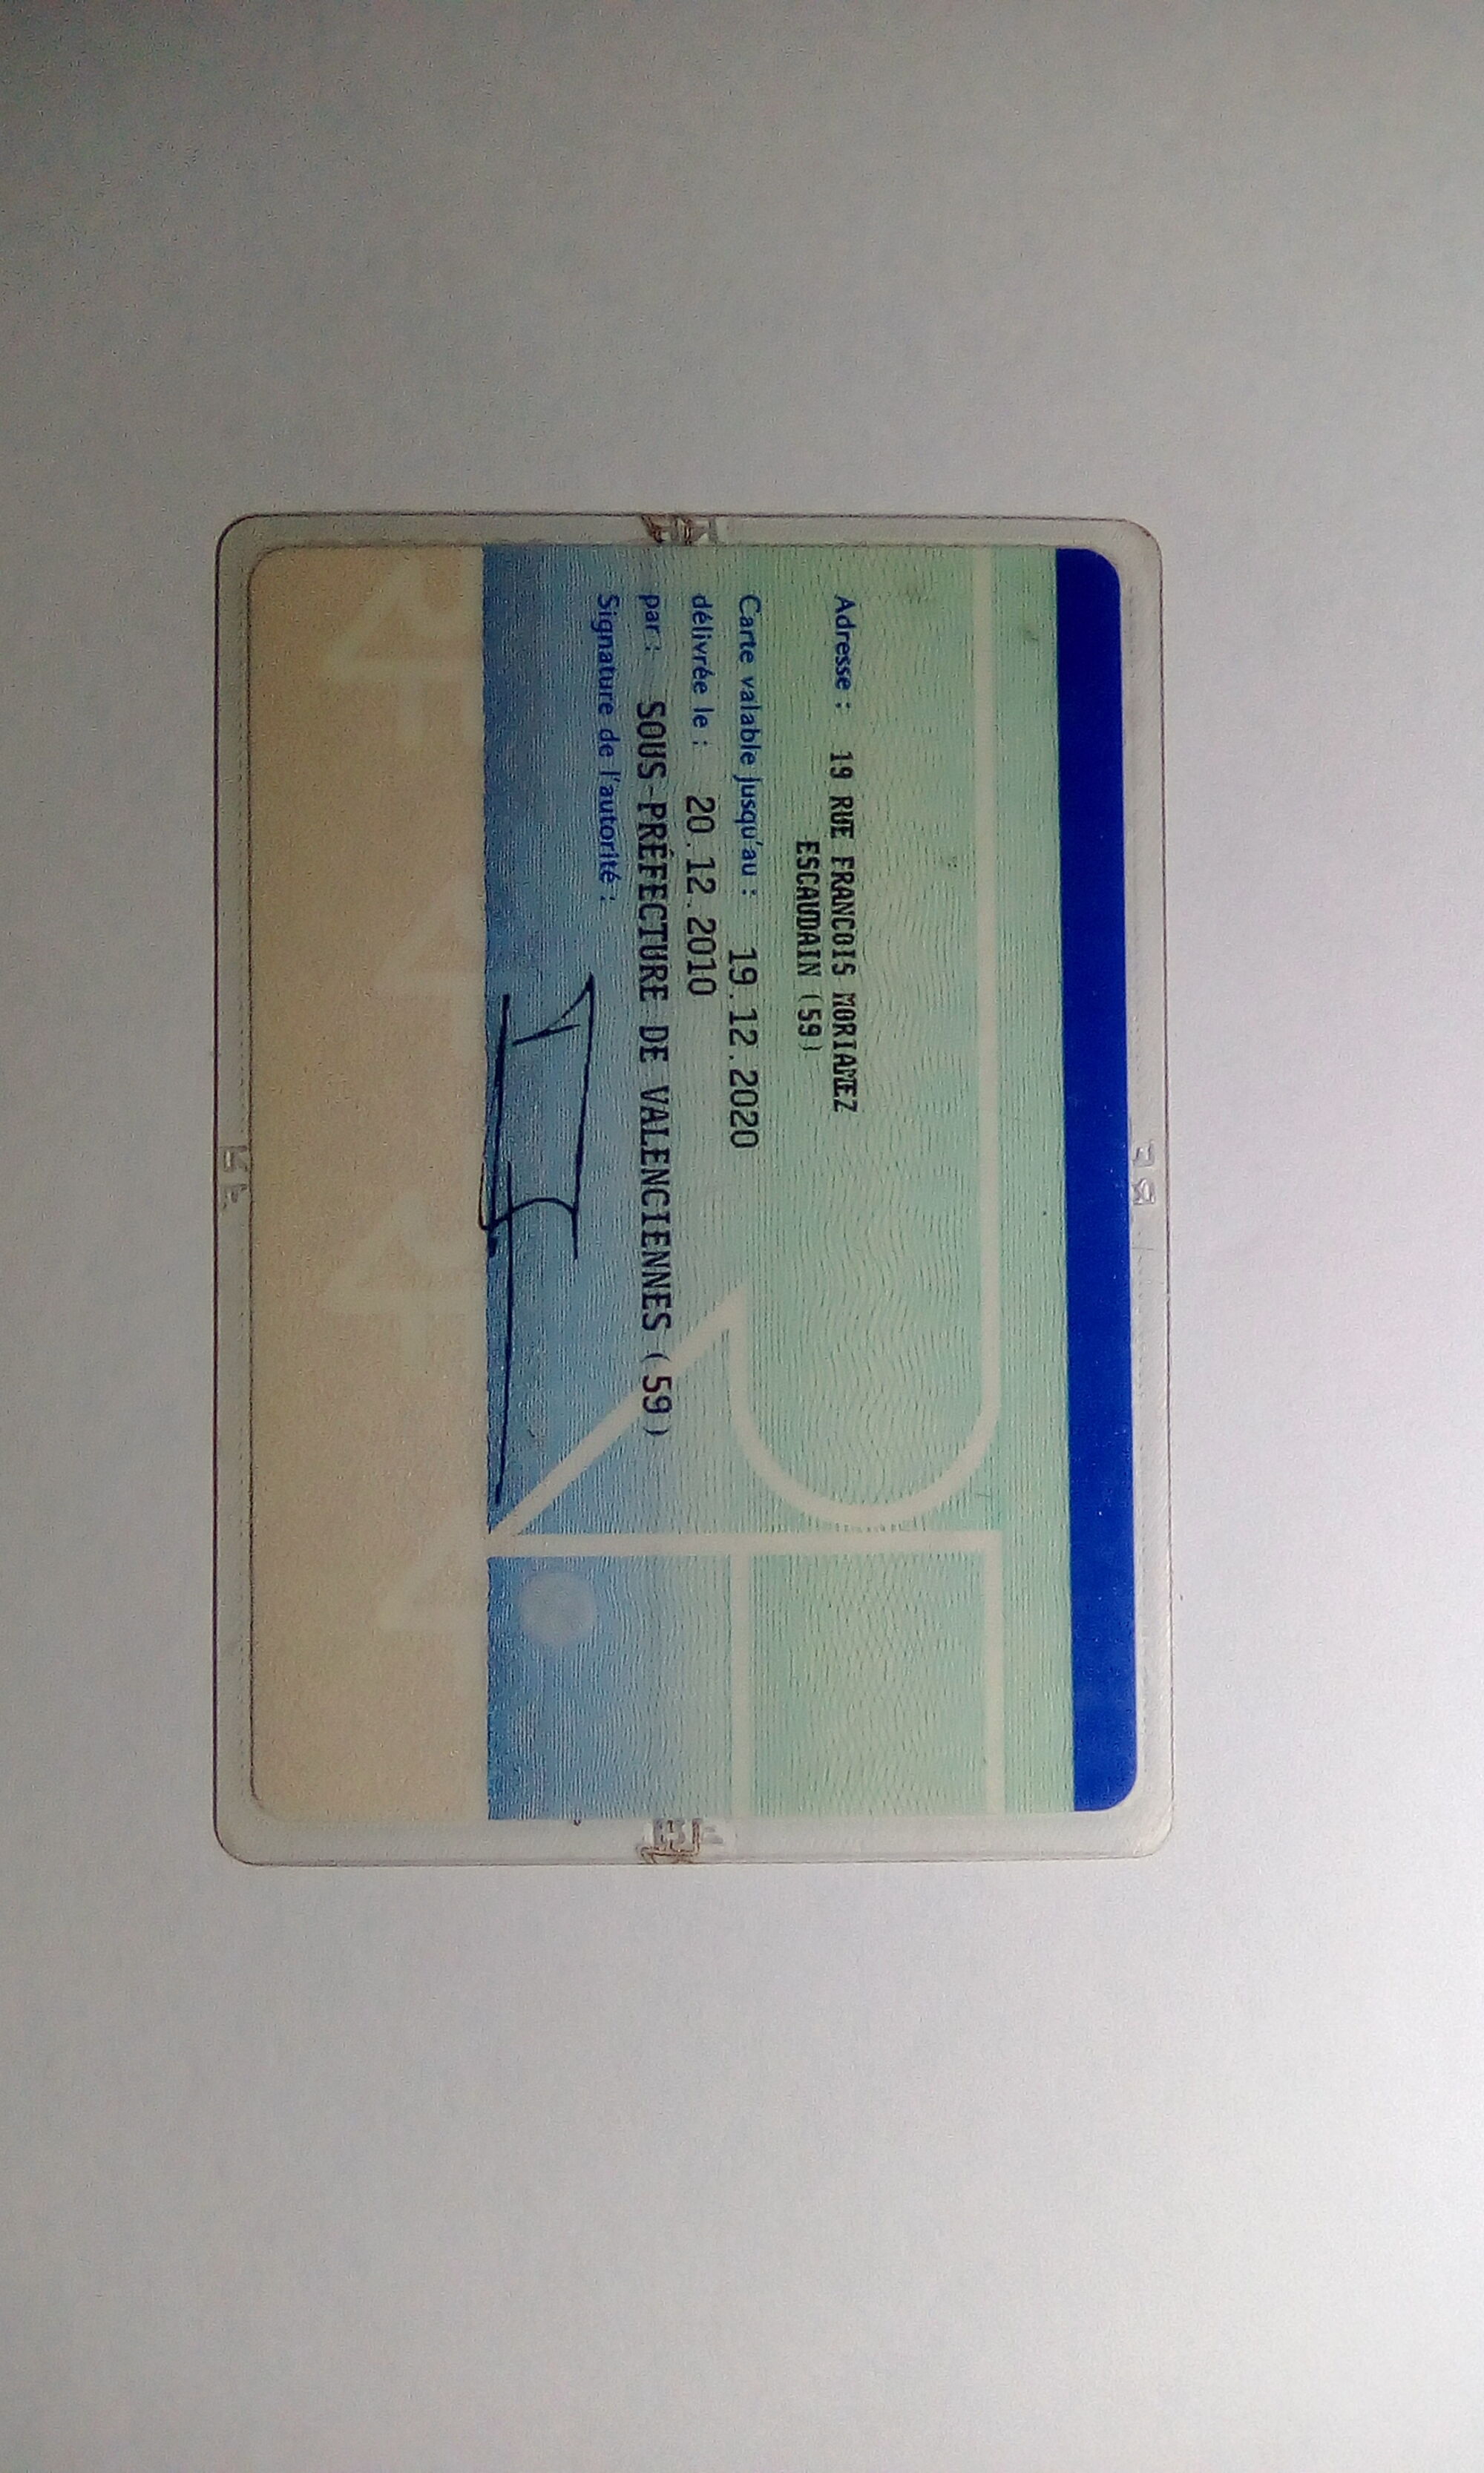 Adresse : 19 RUE FRANCOIS MORIAMEZ
ESCAUDAIN (59)
Carte valable jusqu'au : 19.12.2020
délivrée le : 20.12.2010
par : SOUS-PRÉFECTURE DE VALENCIENNES (59)
Signature de l'autorité :